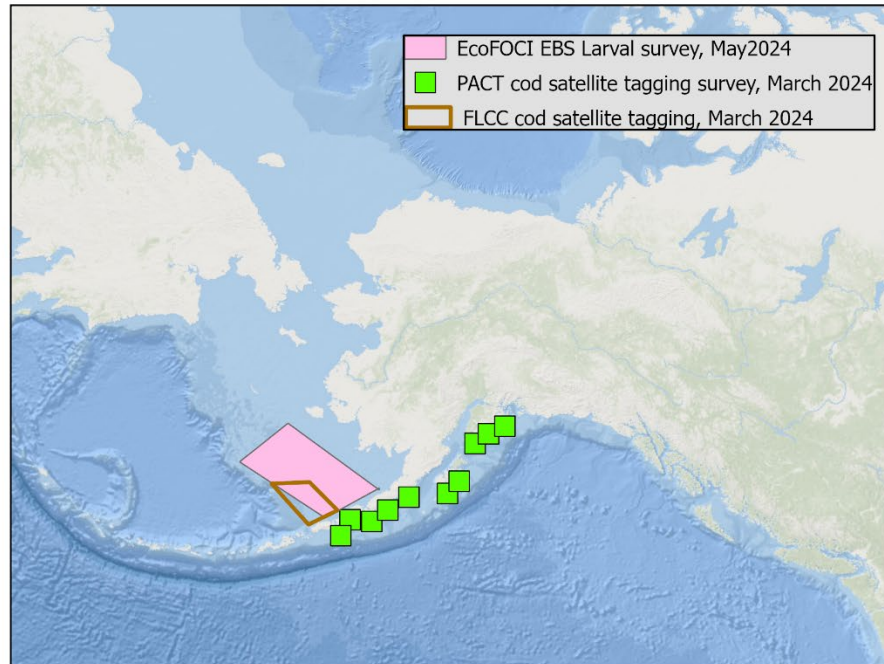 EcoFOCI EBS Larval survey, May2024
PACT cod satellite tagging survey, March 2024
FLCC cod satellite tagging, March 2024